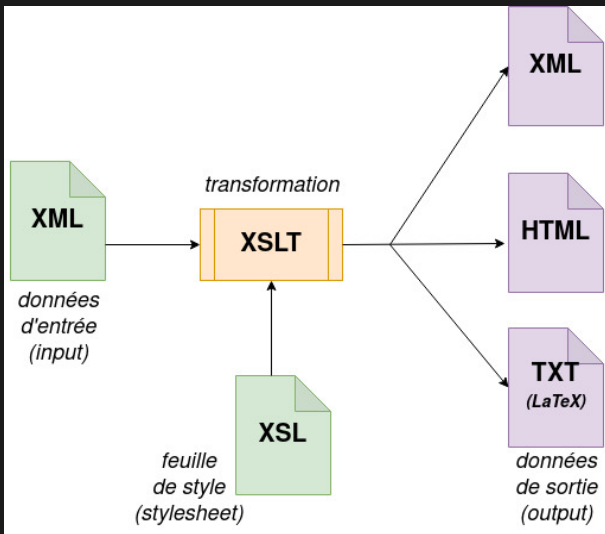 XML
données
d'entrée
(input)
transformation
XSLT
XSL
feuille
de style
(stylesheet)
XML
HTML
TXT
(LaTeX)
données
de sortie
(output)